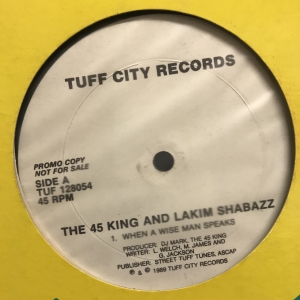 TUFF CITY RECORDS
PROMO COPY
NOT FOR SALE
SIDE A
TUF 128054
45 RPM
THE 45 KING AND LAKIM SHABAZZ
1. WHEN A WISE MAN SPEAKS
PRODUCER: DJ MARK, THE 45 KING
WRITER: L. WELCH, M. JAMES AND
G. JACKSON
PUBLISHER: STREET TUFF TUNES, ASCAP
℗ & © 1989 TUFF CITY RECORDS